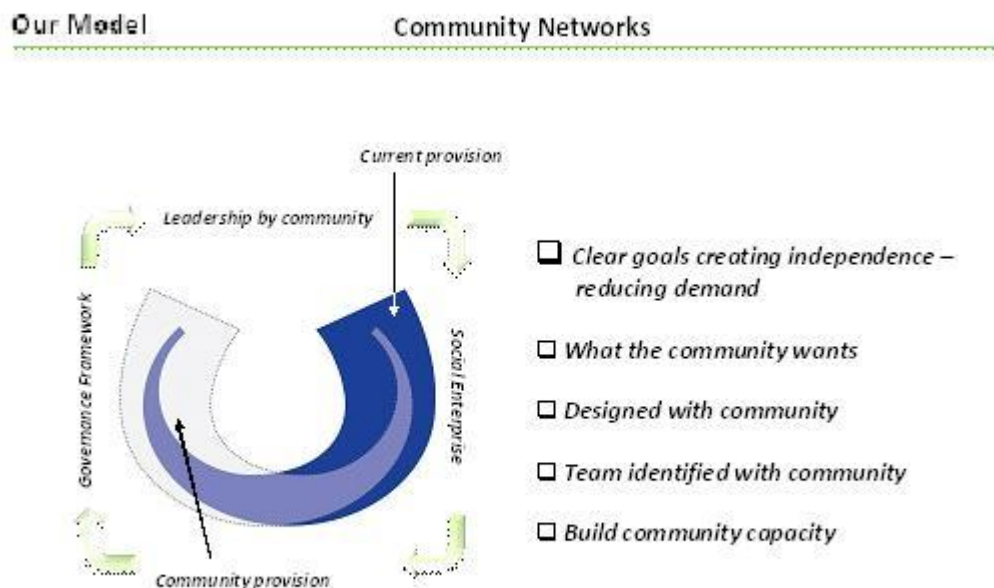 Our Model
Community Networks
Current provision
Leadership by community
Governance Framework
Social Enterprise
Community provision
Clear goals creating independence –
reducing demand
What the community wants
Designed with community
Team identified with community
Build community capacity